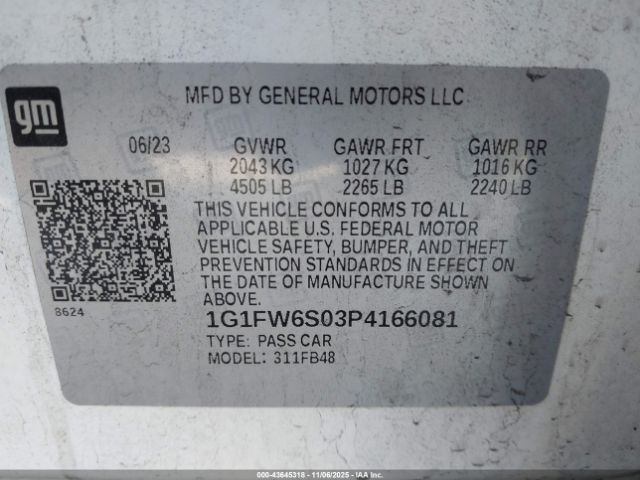 gm
MFD BY GENERAL MOTORS LLC
06/23 GVWR GAWR FRT GAWR RR
2043 KG 1027 KG 1016 KG
4505 LB 2265 LB 2240 LB
THIS VEHICLE CONFORMS TO ALL
APPLICABLE U.S. FEDERAL MOTOR
VEHICLE SAFETY, BUMPER, AND THEFT
PREVENTION STANDARDS IN EFFECT ON
THE DATE OF MANUFACTURE SHOWN
ABOVE.
8624
1G1FW6S03P4166081
TYPE: PASS CAR
MODEL: 311FB48
000-43645318 | 11/06/2025 - IAA Inc.